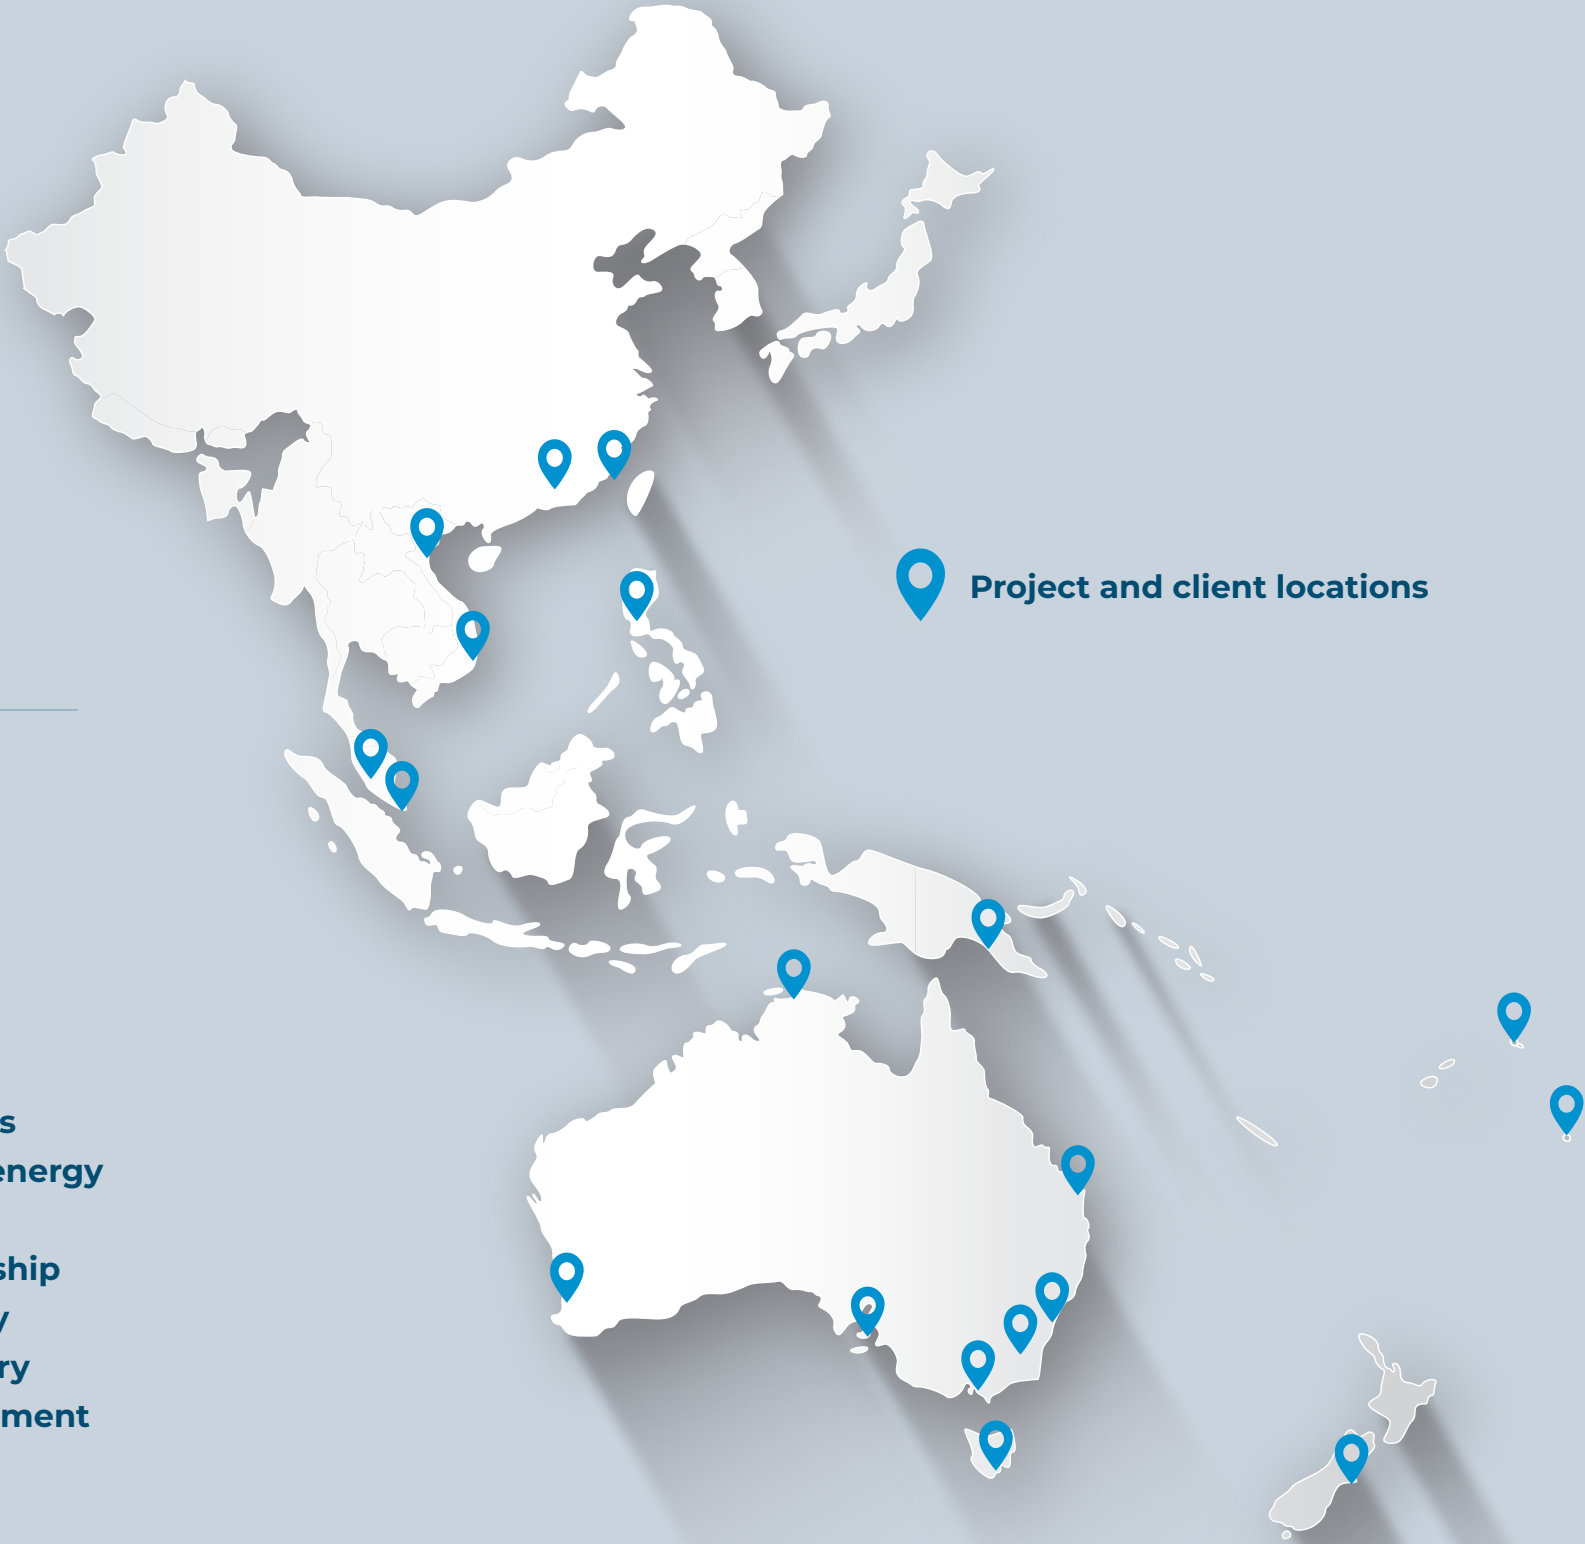 Project and client locations
s
energy
ship
y
ry
ment